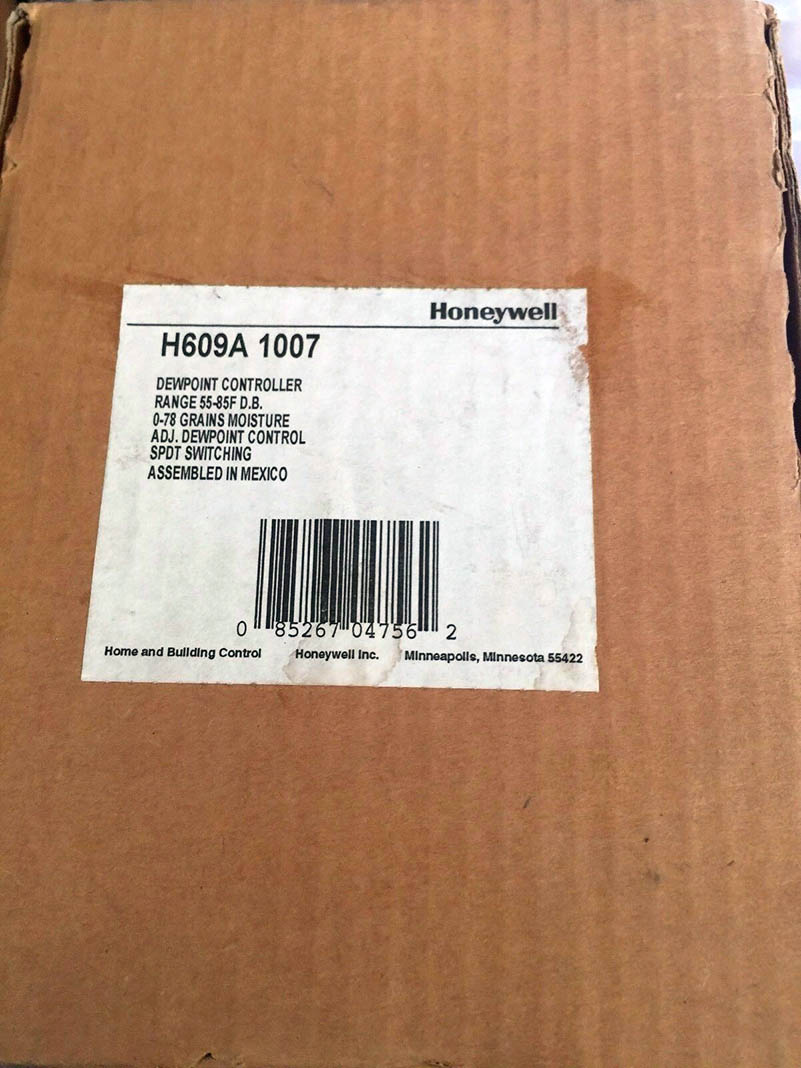 Honeywell
H609A 1007
DEWPOINT CONTROLLER
RANGE 55-85F D.B.
0-78 GRAINS MOISTURE
ADJ. DEWPOINT CONTROL
SPDT SWITCHING
ASSEMBLED IN MEXICO
0 85267 04756 2
Home and Building Control Honeywell Inc. Minneapolis, Minnesota 55422